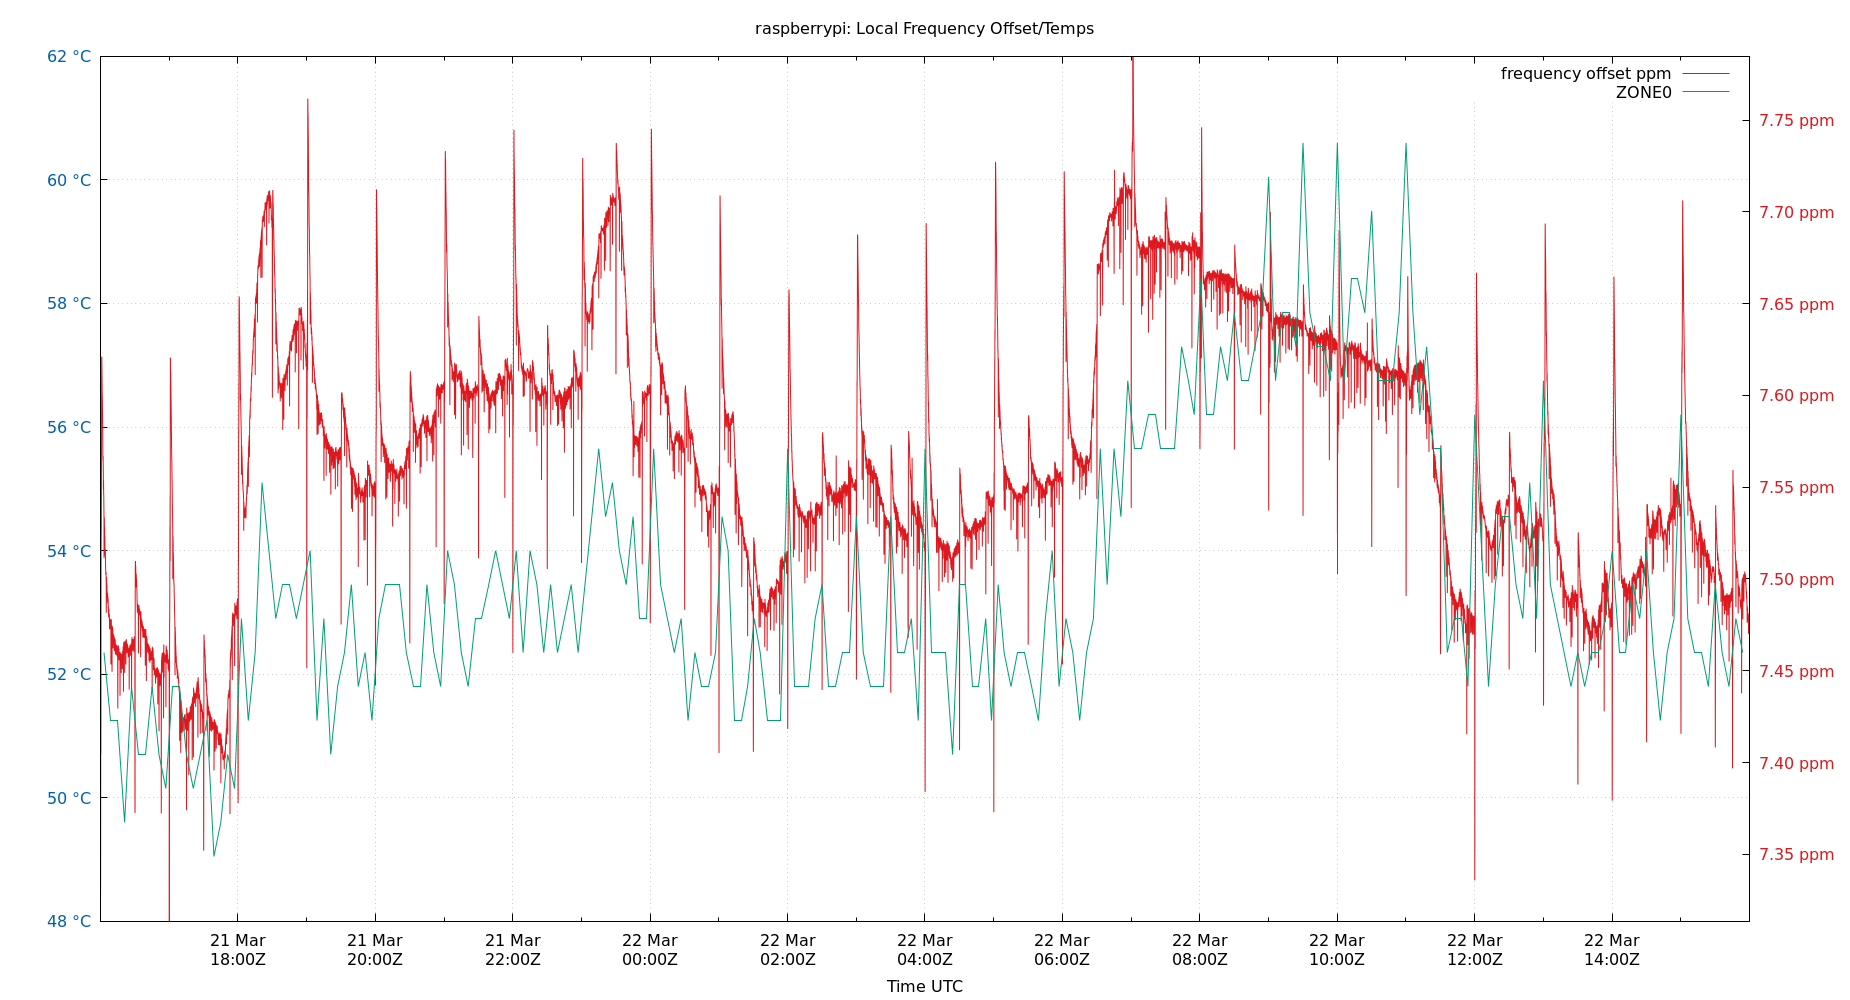 raspberrypi: Local Frequency Offset/Temps
frequency offset ppm
ZONE0
62 °C
60 °C
58 °C
56 °C
54 °C
52 °C
50 °C
48 °C
7.75 ppm
7.70 ppm
7.65 ppm
7.60 ppm
7.55 ppm
7.50 ppm
7.45 ppm
7.40 ppm
7.35 ppm
21 Mar
18:00Z
21 Mar
20:00Z
21 Mar
22:00Z
22 Mar
00:00Z
22 Mar
02:00Z
22 Mar
04:00Z
22 Mar
06:00Z
22 Mar
08:00Z
22 Mar
10:00Z
22 Mar
12:00Z
22 Mar
14:00Z
Time UTC